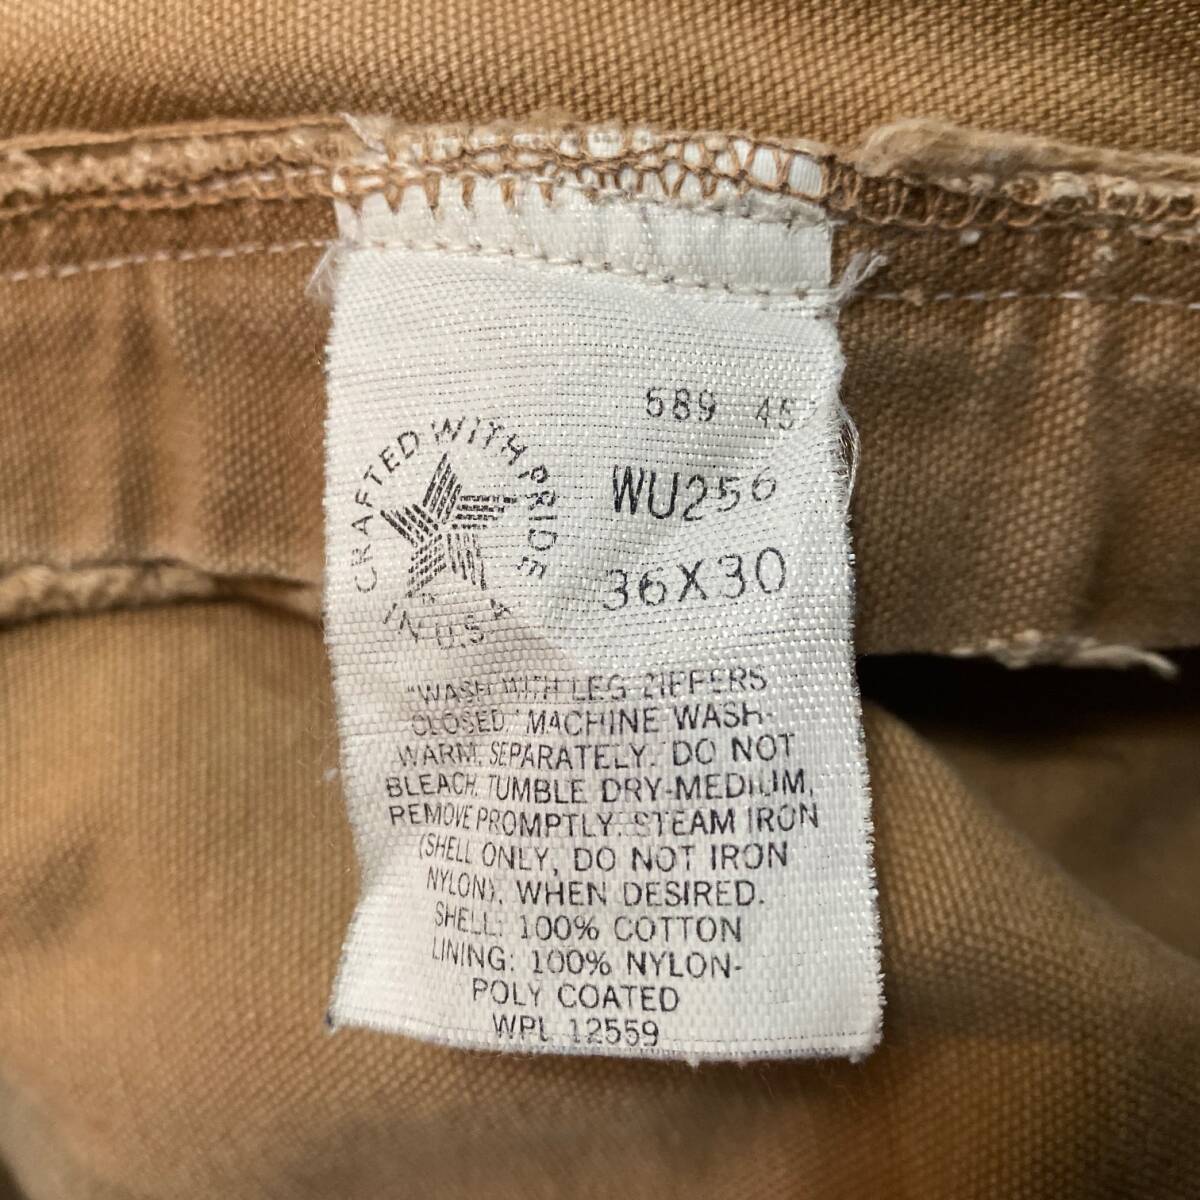 689 45
CRAFTED WITH PRIDE
IN U.S.A
WU256
36X30
"WASH WITH LEG ZIPPERS
CLOSED." MACHINE WASH-
WARM, SEPARATELY. DO NOT
BLEACH. TUMBLE DRY-MEDIUM,
REMOVE PROMPTLY. STEAM IRON
(SHELL ONLY, DO NOT IRON
NYLON), WHEN DESIRED.
SHELL: 100% COTTON
LINING: 100% NYLON-
POLY COATED
WPL 12559